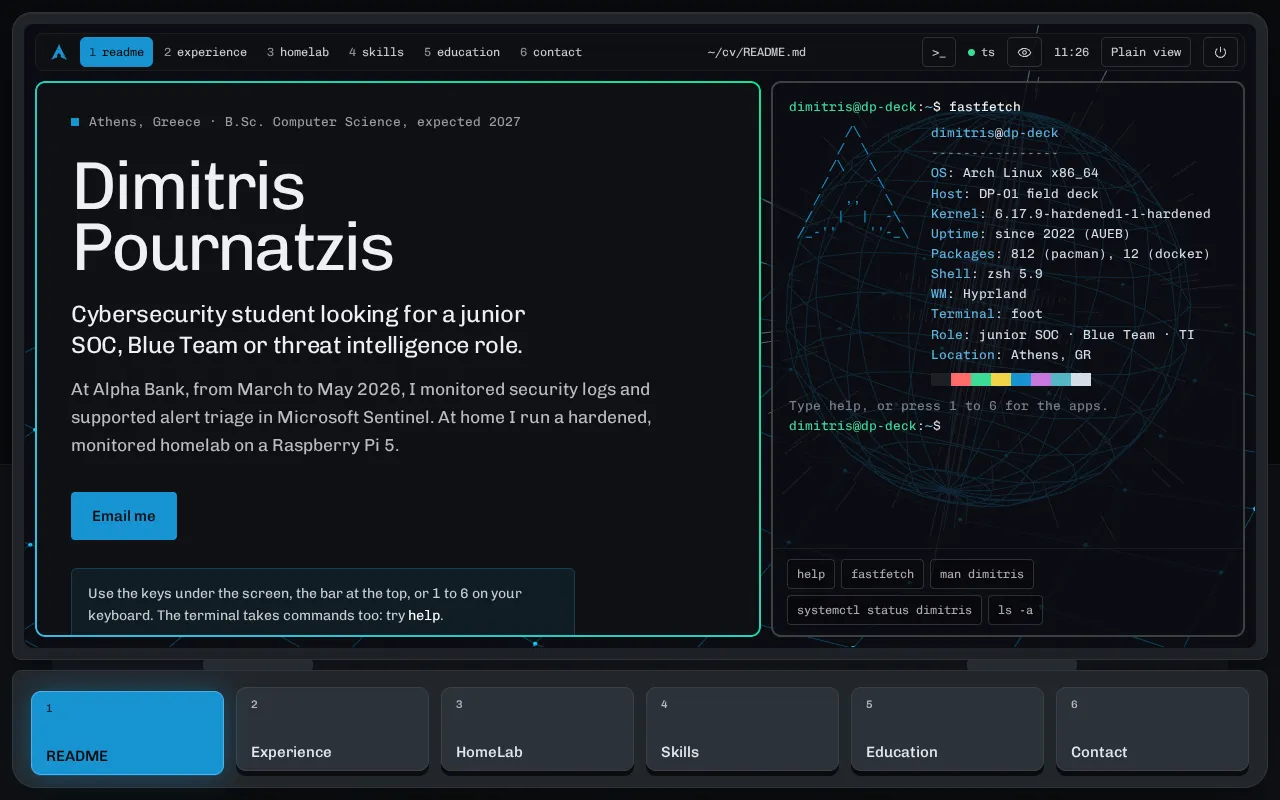 1 readme 2 experience 3 homelab 4 skills 5 education 6 contact ~/cv/README.md >_ ts 11:26 Plain view
Athens, Greece · B.Sc. Computer Science, expected 2027
Dimitris
Pournatzis
Cybersecurity student looking for a junior
SOC, Blue Team or threat intelligence role.
At Alpha Bank, from March to May 2026, I monitored security logs and
supported alert triage in Microsoft Sentinel. At home I run a hardened,
monitored homelab on a Raspberry Pi 5.
Email me
Use the keys under the screen, the bar at the top, or 1 to 6 on your
keyboard. The terminal takes commands too: try help.
dimitris@dp-deck:~$ fastfetch
dimitris@dp-deck
----------------
OS: Arch Linux x86_64
Host: DP-01 field deck
Kernel: 6.17.9-hardened1-1-hardened
Uptime: since 2022 (AUEB)
Packages: 812 (pacman), 12 (docker)
Shell: zsh 5.9
WM: Hyprland
Terminal: foot
Role: junior SOC · Blue Team · TI
Location: Athens, GR
Type help, or press 1 to 6 for the apps.
dimitris@dp-deck:~$
help fastfetch man dimitris
systemctl status dimitris ls -a
1 README
2 Experience
3 HomeLab
4 Skills
5 Education
6 Contact